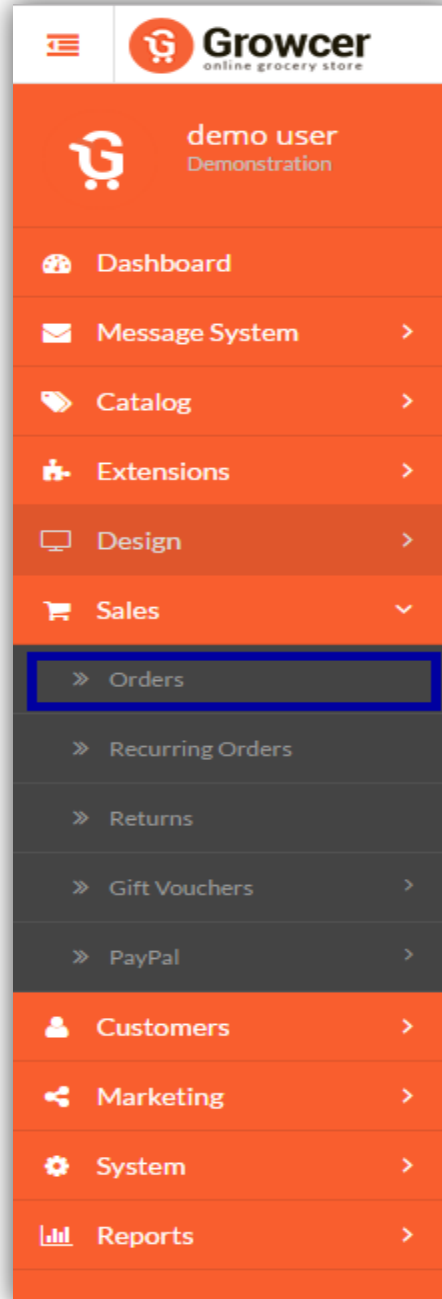 Growcer
online grocery store
demo user
Demonstration
Dashboard
Message System
Catalog
Extensions
Design
Sales
Orders
Recurring Orders
Returns
Gift Vouchers
PayPal
Customers
Marketing
System
Reports